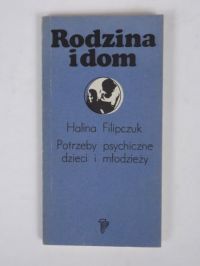 Rodzina
i dom
Halina Filipczuk
Potrzeby psychiczne
dzieci i młodzieży